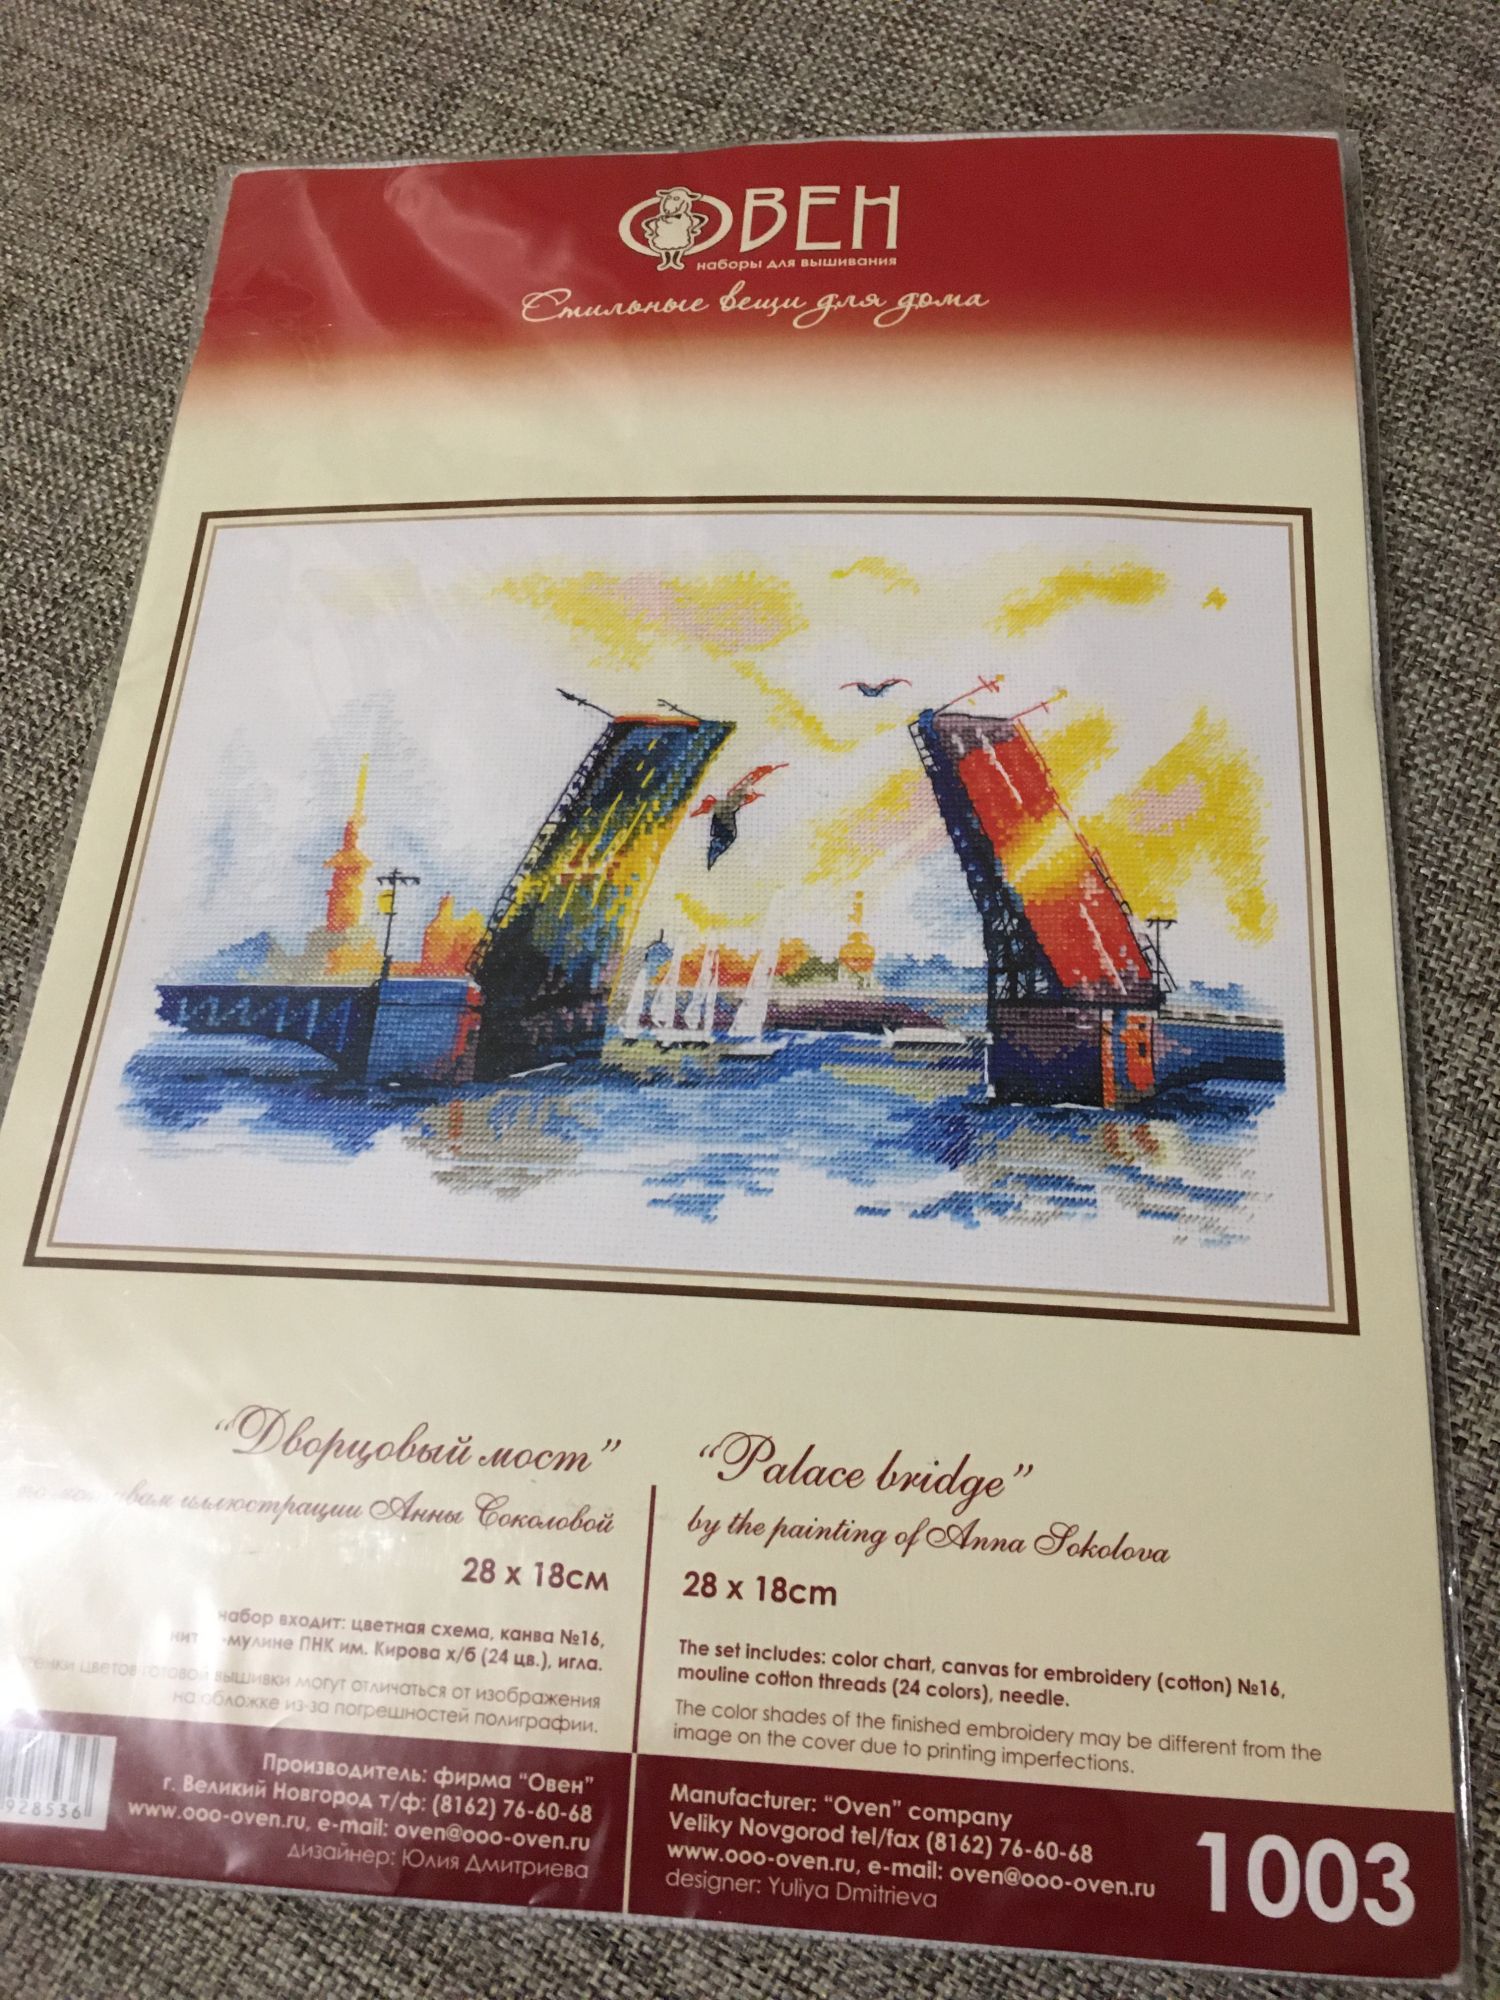 ОВЕН
наборы для вышивания
Стильные вещи для дома
"Дворцовый мост"
иллюстрации Анны Соколовой
28 x 18см
набор входит: цветная схема, канва №16,
мулине ПНК им. Кирова х/б (24 цв.), игла.
цветов готовой вышивки могут отличаться от изображения
на обложке из-за погрешностей полиграфии.
"Palace bridge"
by the painting of Anna Sokolova
28 x 18cm
The set includes: color chart, canvas for embroidery (cotton) №16,
mouline cotton threads (24 colors), needle.
The color shades of the finished embroidery may be different from the
image on the cover due to printing imperfections.
928536
Производитель: фирма "Овен"
г. Великий Новгород т/ф: (8162) 76-60-68
www.ooo-oven.ru, e-mail: oven@ooo-oven.ru
дизайнер: Юлия Дмитриева
Manufacturer: "Oven" company
Veliky Novgorod tel/fax (8162) 76-60-68
www.ooo-oven.ru, e-mail: oven@ooo-oven.ru
designer: Yuliya Dmitrieva
1003